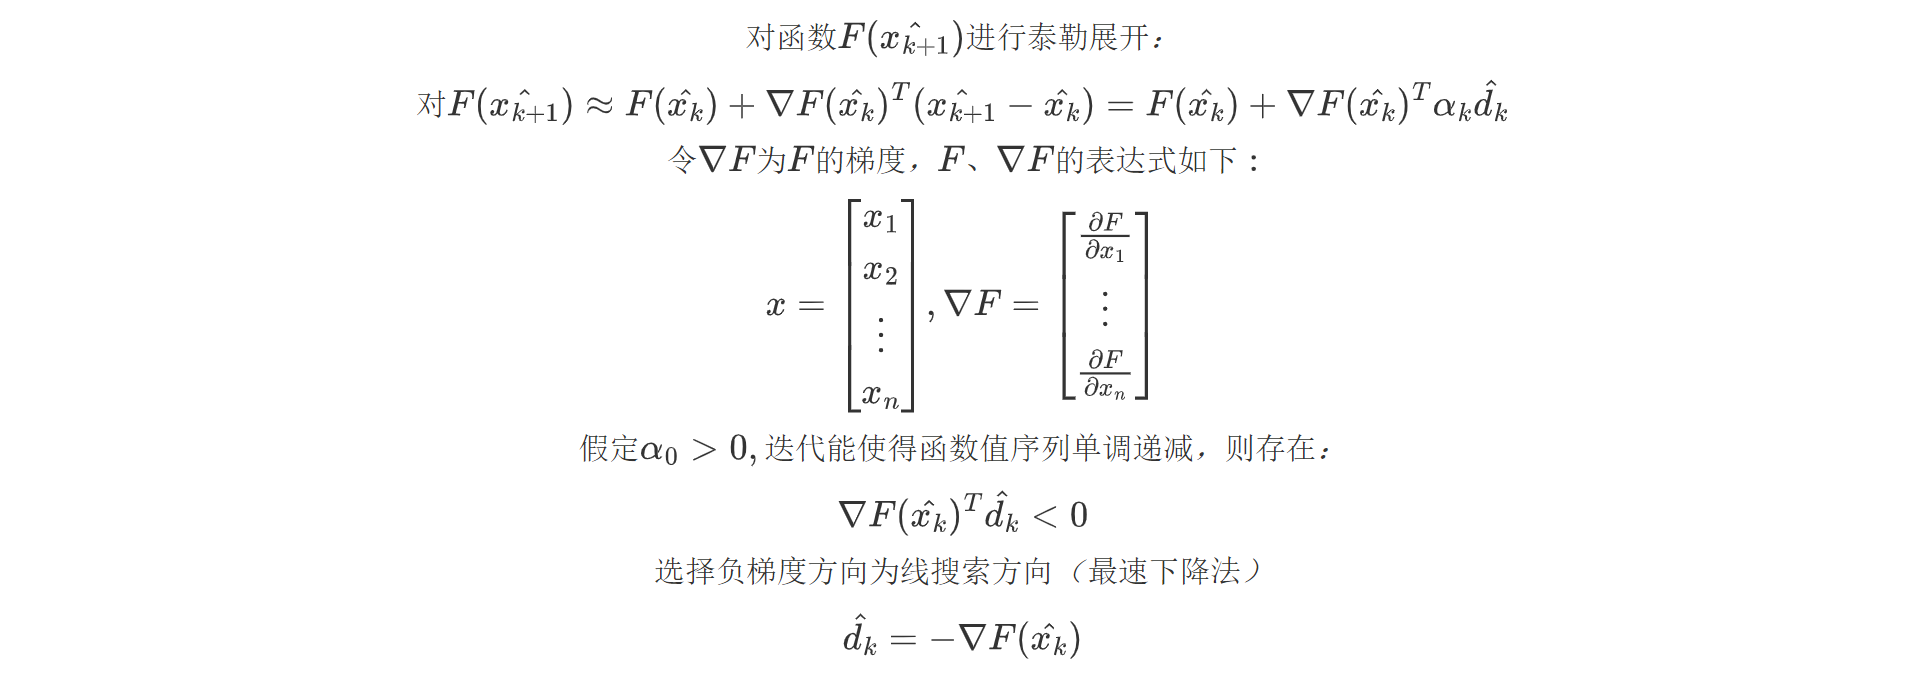 对函数$F(\hat{x_{k+1}})$进行泰勒展开：
对$F(\hat{x_{k+1}}) \approx F(\hat{x_k}) + \nabla F(\hat{x_k})^T(\hat{x_{k+1}} - \hat{x_k}) = F(\hat{x_k}) + \nabla F(\hat{x_k})^T \alpha_k \hat{d}_k$
令$\nabla F$为$F$的梯度，$F$、$\nabla F$的表达式如下：
$x = \begin{bmatrix} x_1 \\ x_2 \\ \vdots \\ x_n \end{bmatrix}, \nabla F = \begin{bmatrix} \frac{\partial F}{\partial x_1} \\ \vdots \\ \frac{\partial F}{\partial x_n} \end{bmatrix}$
假定$\alpha_0 > 0,$迭代能使得函数值序列单调递减，则存在：
$\nabla F(\hat{x_k})^T \hat{d}_k < 0$
选择负梯度方向为线搜索方向（最速下降法）
$\hat{d}_k = -\nabla F(\hat{x_k})$